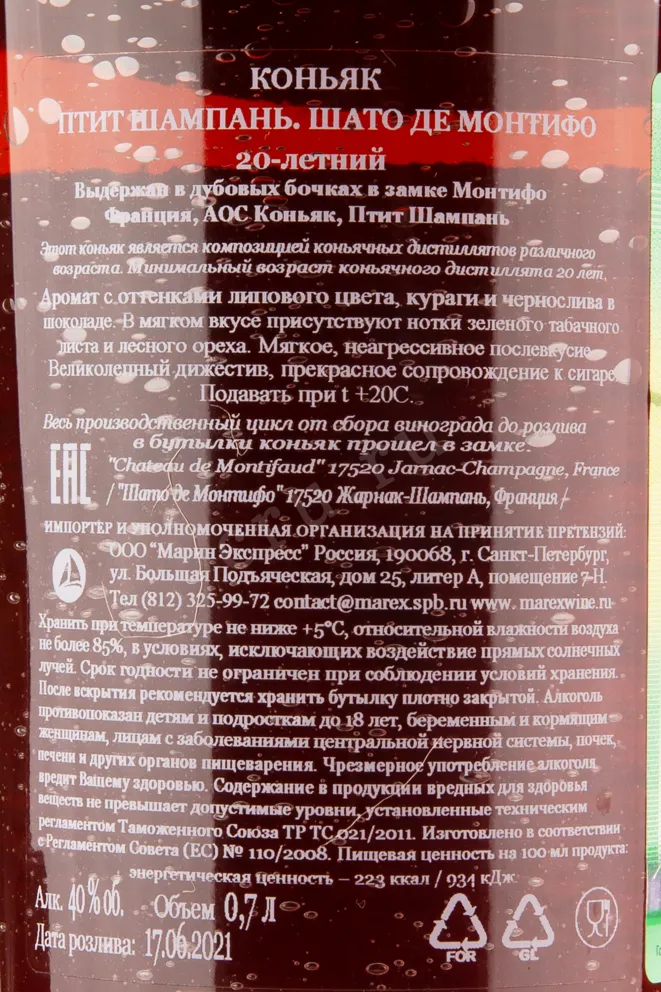 КОНЬЯК
ПТИТ ШАМПАНЬ. ШАТО ДЕ МОНТИФО
20-ЛЕТНИЙ
Выдержан в дубовых бочках в замке Монтифо
Франция, АОС Коньяк, Птит Шампань
Этот коньяк является композицией коньячных дистиллятов различного
возраста. Минимальный возраст коньячного дистиллята 20 лет.
Аромат с оттенками липового цвета, кураги и чернослива в
шоколаде. В мягком вкусе присутствуют нотки зеленого табачного
листа и лесного ореха. Мягкое, неагрессивное послевкусие.
Великолепный дижестив, прекрасное сопровождение к сигаре.
Подавать при t +20С.
Весь производственный цикл от сбора винограда до розлива
в бутылки коньяк прошел в замке:
"Chateau de Montifaud" 17520 Jarnac-Champagne, France
/ "Шато де Монтифо" 17520 Жарнак-Шампань, Франция /
EAC
ИМПОРТЕР И УПОЛНОМОЧЕННАЯ ОРГАНИЗАЦИЯ НА ПРИНЯТИЕ ПРЕТЕНЗИЙ:
ООО "Марин Экспресс" Россия, 190068, г. Санкт-Петербург,
ул. Большая Подъяческая, дом 25, литер А, помещение 7-Н.
Тел (812) 325-99-72 contact@marex.spb.ru www. marexwine.ru
Хранить при температуре не ниже +5°С, относительной влажности воздуха
не более 85%, в условиях, исключающих воздействие прямых солнечных
лучей. Срок годности не ограничен при соблюдении условий хранения.
После вскрытия рекомендуется хранить бутылку плотно закрытой. Алкоголь
противопоказан детям и подросткам до 18 лет, беременным и кормящим
женщинам, лицам с заболеваниями центральной нервной системы, почек,
печени и других органов пищеварения. Чрезмерное употребление алкоголя
вредит Вашему здоровью. Содержание в продукции вредных для здоровья
веществ не превышает допустимые уровни, установленные техническим
регламентом Таможенного Союза ТР ТС 021/2011. Изготовлено в соответствии
с Регламентом Совета (ЕС) № 110/2008. Пищевая ценность на 100 мл продукта:
энергетическая ценность – 223 ккал / 934 кДж
Алк. 40 % об. Объем 0,7 Л
Дата розлива: 17.06.2021
FOR
GL